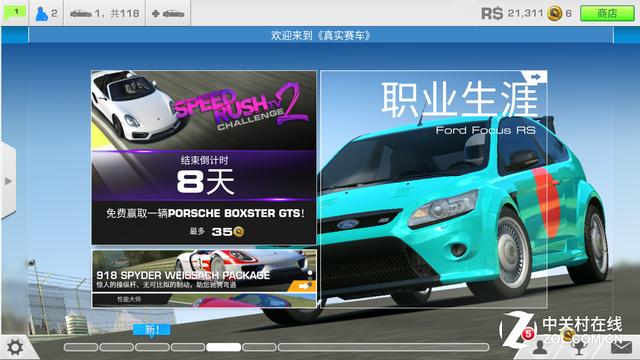 1
2
1，共118
R$ 21,311
6
商店
欢迎来到《真实赛车》
SPEED
RUSH TV
CHALLENGE 2
结束倒计时
8天
免费赢取一辆PORSCHE BOXSTER GTS！
最多 35
918 SPYDER WEISSACH PACKAGE
惊人的操纵杆、无可比拟的制动，助您驰骋弯道
性能大师
职业生涯
Ford Focus RS
Ford
新！
5
Z
中关村在线
ZOL.COM.CN